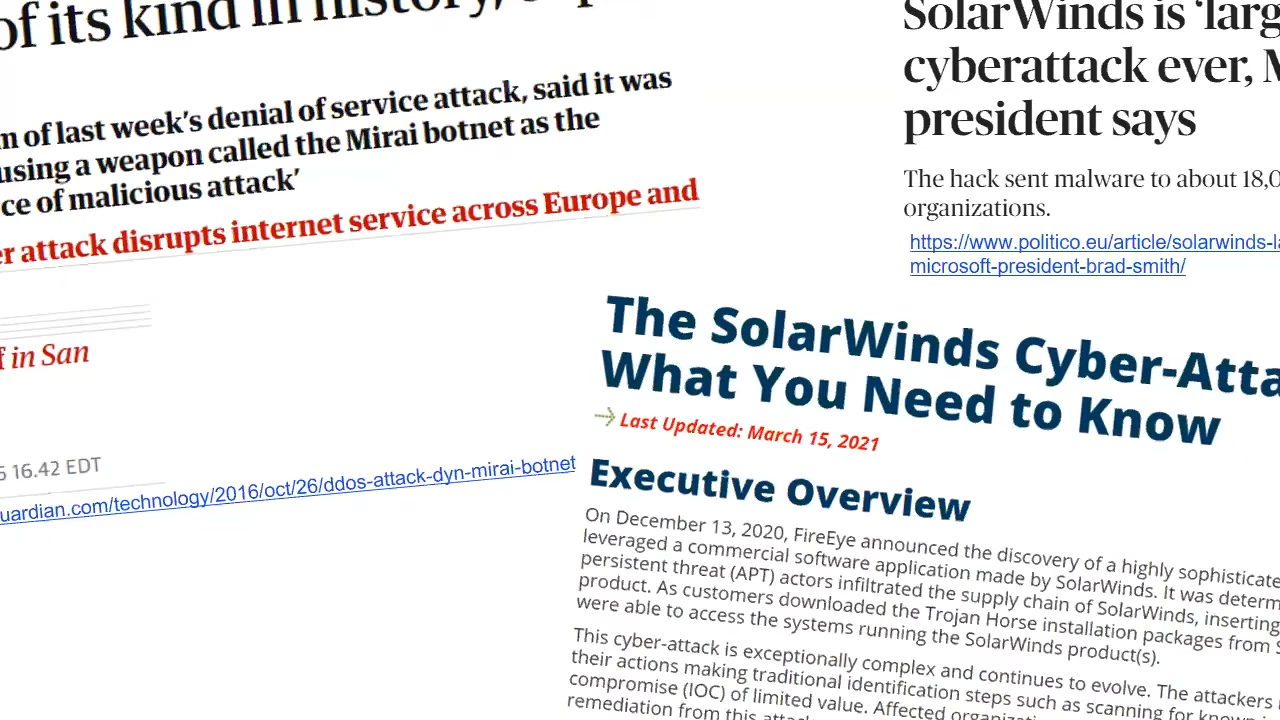 of its kind in history,
n of last week's denial of service attack, said it was
using a weapon called the Mirai botnet as the
ce of malicious attack'
er attack disrupts internet service across Europe and
f in San
5 16.42 EDT
uardian.com/technology/2016/oct/26/ddos-attack-dyn-mirai-botnet
SolarWinds is 'larg
cyberattack ever, M
president says
The hack sent malware to about 18,0
organizations.
https://www.politico.eu/article/solarwinds-la
microsoft-president-brad-smith/
The SolarWinds Cyber-Atta
What You Need to Know
Last Updated: March 15, 2021
Executive Overview
On December 13, 2020, FireEye announced the discovery of a highly sophisticate
leveraged a commercial software application made by SolarWinds. It was determ
persistent threat (APT) actors infiltrated the supply chain of SolarWinds, inserting
product. As customers downloaded the Trojan Horse installation packages from S
were able to access the systems running the SolarWinds product(s).
This cyber-attack is exceptionally complex and continues to evolve. The attackers
their actions making traditional identification steps such as scanning for known
compromise (IOC) of limited value. Affected
remediation from this